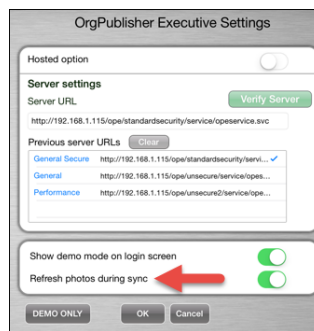 OrgPublisher Executive Settings
Hosted option
Server settings
Server URL
Verify Server
http://192.168.1.115/ope/standardsecurity/service/opeservice.svc
Previous server URLs Clear
General Secure http://192.168.1.115/ope/standardsecurity/servi...
General http://192.168.1.115/ope/unsecure/service/opes...
Performance http://192.168.1.115/ope/unsecure2/service/ope...
Show demo mode on login screen
Refresh photos during sync
DEMO ONLY OK Cancel